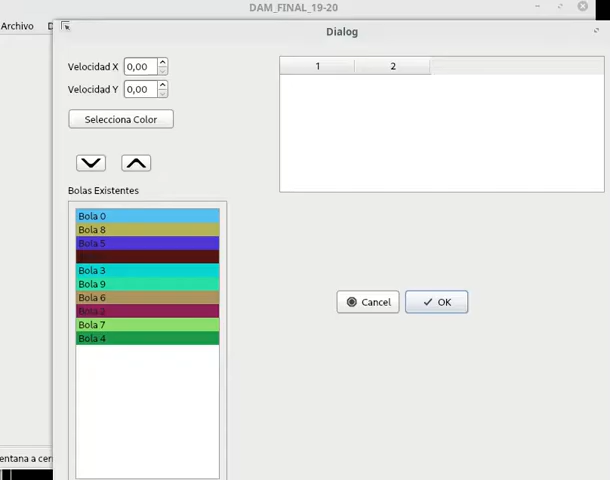 DAM_FINAL_19-20
Archivo
Dialog
Velocidad X 0,00
Velocidad Y 0,00
Selecciona Color
1 2
Bolas Existentes
Bola 0
Bola 8
Bola 5
Bola 3
Bola 9
Bola 6
Bola 2
Bola 7
Bola 4
Cancel OK
entana a cer